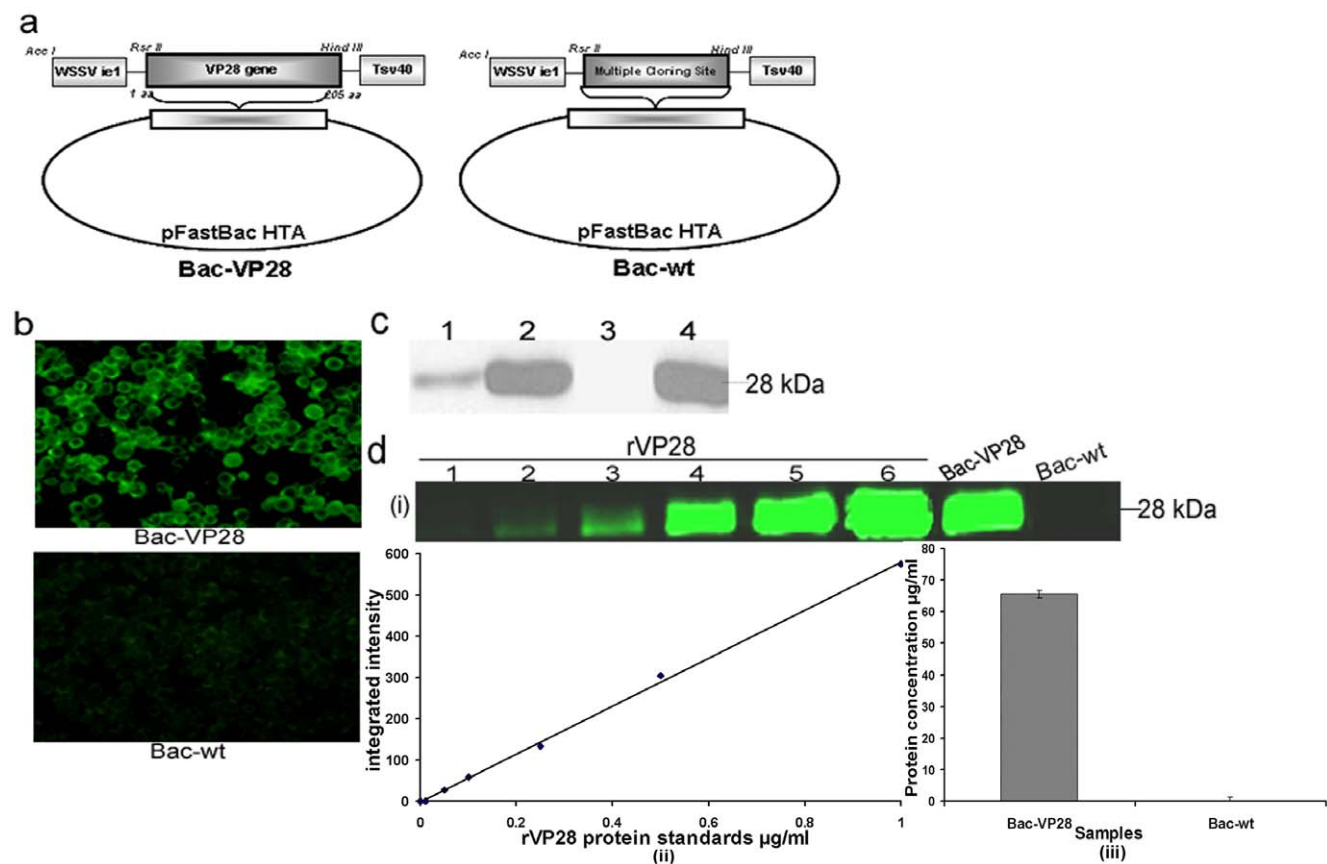 a
Acc I
Rsr II
Hind III
WSSV ie1
VP28 gene
Tsv40
1 aa
205 aa
pFastBac HTA
Bac-VP28
Acc I
Rsr II
Hind III
WSSV ie1
Multiple Cloning Site
Tsv40
pFastBac HTA
Bac-wt
b
Bac-VP28
Bac-wt
c
1 2 3 4
28 kDa
d
rVP28
1 2 3 4 5 6 Bac-VP28 Bac-wt
(i)
28 kDa
integrated intensity
600
500
400
300
200
100
0
0 0.2 0.4 0.6 0.8 1
rVP28 protein standards µg/ml
(ii)
Protein concentration µg/ml
80
70
60
50
40
30
20
10
0
Bac-VP28 Bac-wt
Samples
(iii)